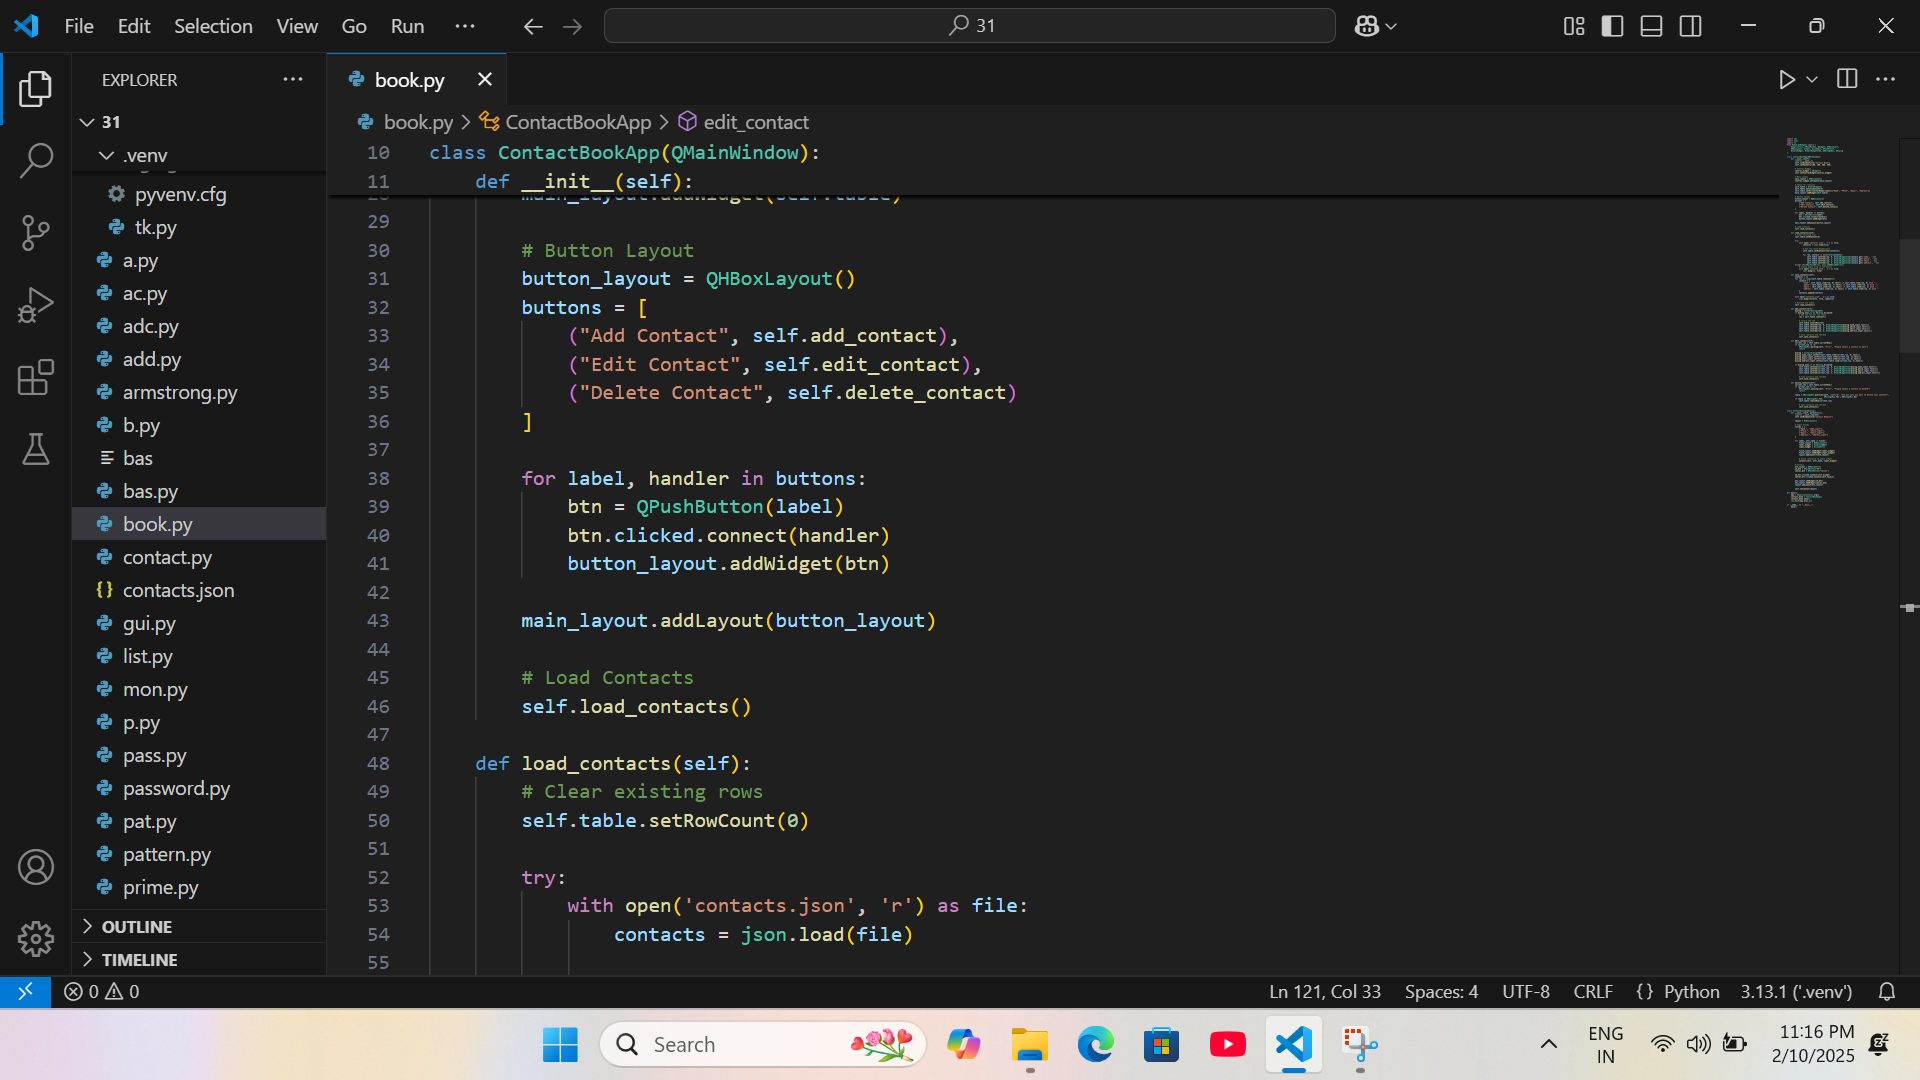 File Edit Selection View Go Run ··· 31
EXPLORER
31
.venv
pyvenv.cfg
tk.py
a.py
ac.py
adc.py
add.py
armstrong.py
b.py
bas
bas.py
book.py
contact.py
contacts.json
gui.py
list.py
mon.py
p.py
pass.py
password.py
pat.py
pattern.py
prime.py
OUTLINE
TIMELINE
book.py
book.py > ContactBookApp > edit_contact
10 class ContactBookApp(QMainWindow):
11 def __init__(self):
28 main_layout.addWidget(self.table)
29
30 # Button Layout
31 button_layout = QHBoxLayout()
32 buttons = [
33 ("Add Contact", self.add_contact),
34 ("Edit Contact", self.edit_contact),
35 ("Delete Contact", self.delete_contact)
36 ]
37
38 for label, handler in buttons:
39 btn = QPushButton(label)
40 btn.clicked.connect(handler)
41 button_layout.addWidget(btn)
42
43 main_layout.addLayout(button_layout)
44
45 # Load Contacts
46 self.load_contacts()
47
48 def load_contacts(self):
49 # Clear existing rows
50 self.table.setRowCount(0)
51
52 try:
53 with open('contacts.json', 'r') as file:
54 contacts = json.load(file)
55
0 0 Ln 121, Col 33 Spaces: 4 UTF-8 CRLF {} Python 3.13.1 ('.venv')
Search
ENG
IN
11:16 PM
2/10/2025